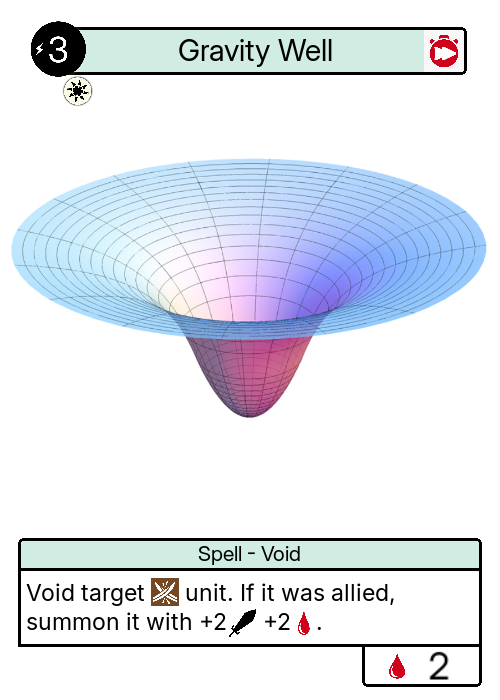 3 Gravity Well
Spell - Void
Void target unit. If it was allied,
summon it with +2 +2 .
2